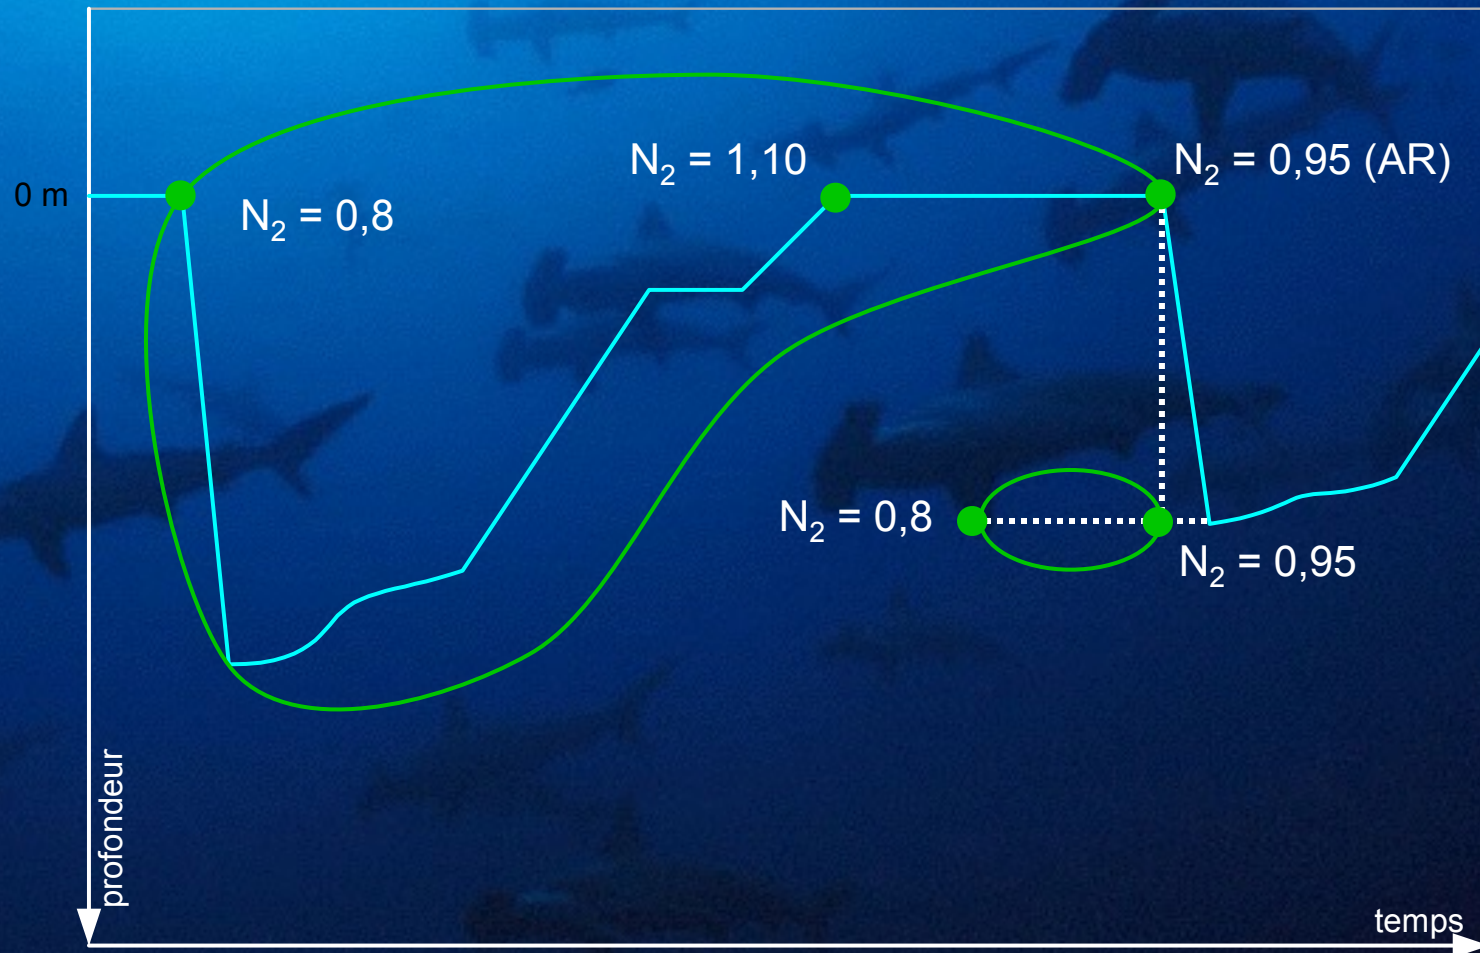 N₂ = 1,10
N₂ = 0,95 (AR)
0 m
N₂ = 0,8
N₂ = 0,8
N₂ = 0,95
profondeur
temps